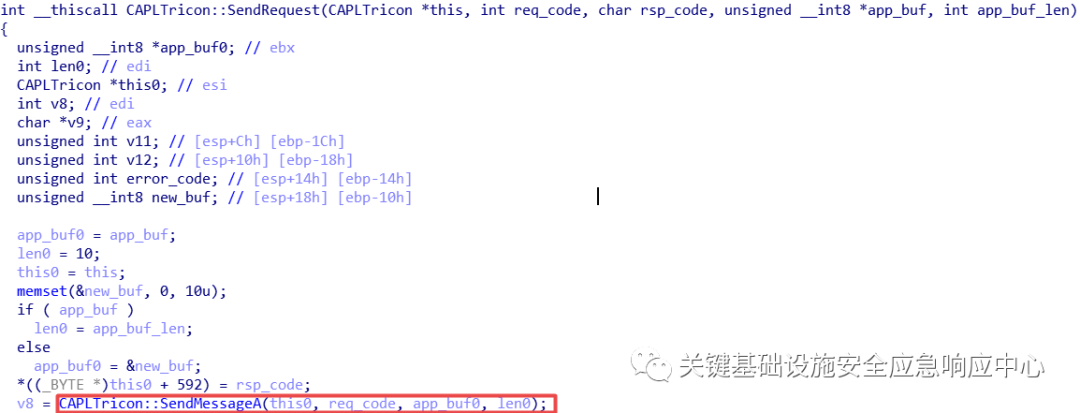 int __thiscall CAPLTricon::SendRequest(CAPLTricon *this, int req_code, char rsp_code, unsigned __int8 *app_buf, int app_buf_len)
{
  unsigned __int8 *app_buf0; // ebx
  int len0; // edi
  CAPLTricon *this0; // esi
  int v8; // edi
  char *v9; // eax
  unsigned int v11; // [esp+Ch] [ebp-1Ch]
  unsigned int v12; // [esp+10h] [ebp-18h]
  unsigned int error_code; // [esp+14h] [ebp-14h]
  unsigned __int8 new_buf; // [esp+18h] [ebp-10h]

  app_buf0 = app_buf;
  len0 = 10;
  this0 = this;
  memset(&new_buf, 0, 10u);
  if ( app_buf )
    len0 = app_buf_len;
  else
    app_buf0 = &new_buf;
  *((_BYTE *)this0 + 592) = rsp_code;
  v8 = CAPLTricon::SendMessageA(this0, req_code, app_buf0, len0);
关键基础设施安全应急响应中心